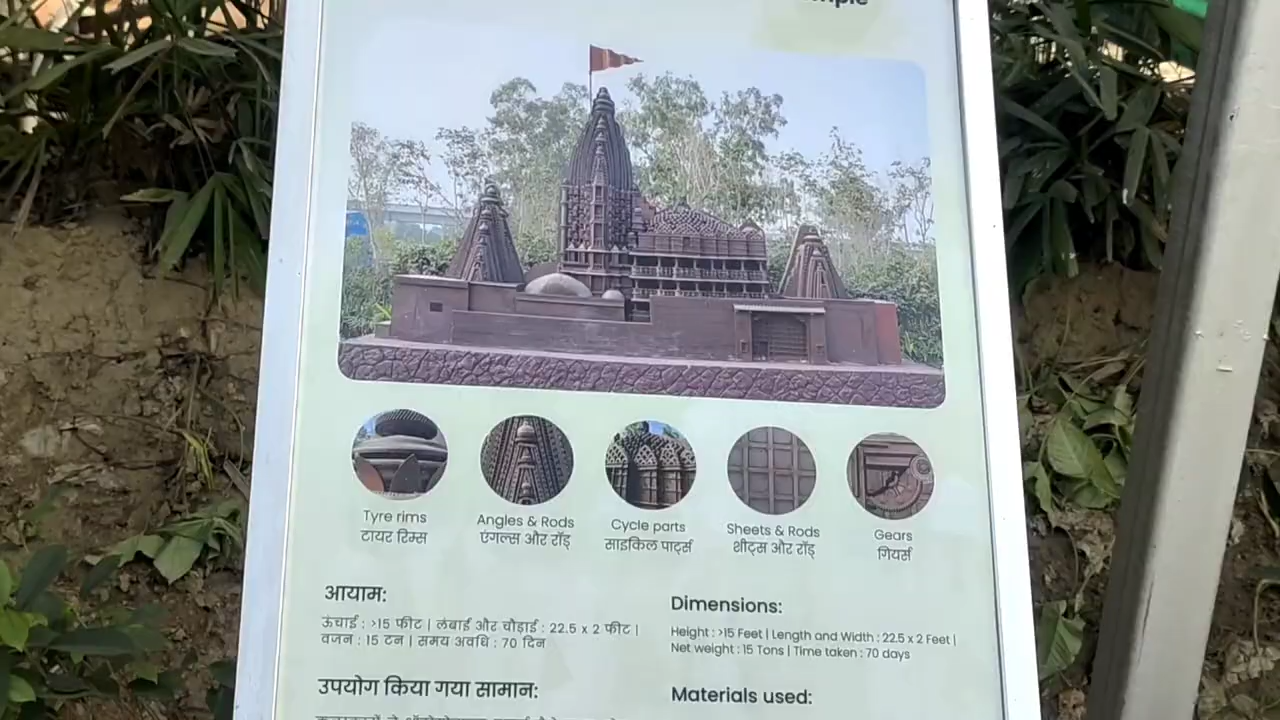 Tyre rims
टायर रिम्स
Angles & Rods
एंगल्स और रॉड्
Cycle parts
साइकिल पार्ट्स
Sheets & Rods
शीट्स और रॉड्
Gears
गियर्स
आयाम:
ऊंचाई : >15 फीट | लंबाई और चौड़ाई : 22.5 x 2 फीट |
वजन : 15 टन | समय अवधि : 70 दिन
Dimensions:
Height : >15 Feet | Length and Width : 22.5 x 2 Feet |
Net weight : 15 Tons | Time taken : 70 days
उपयोग किया गया सामान:
Materials used: